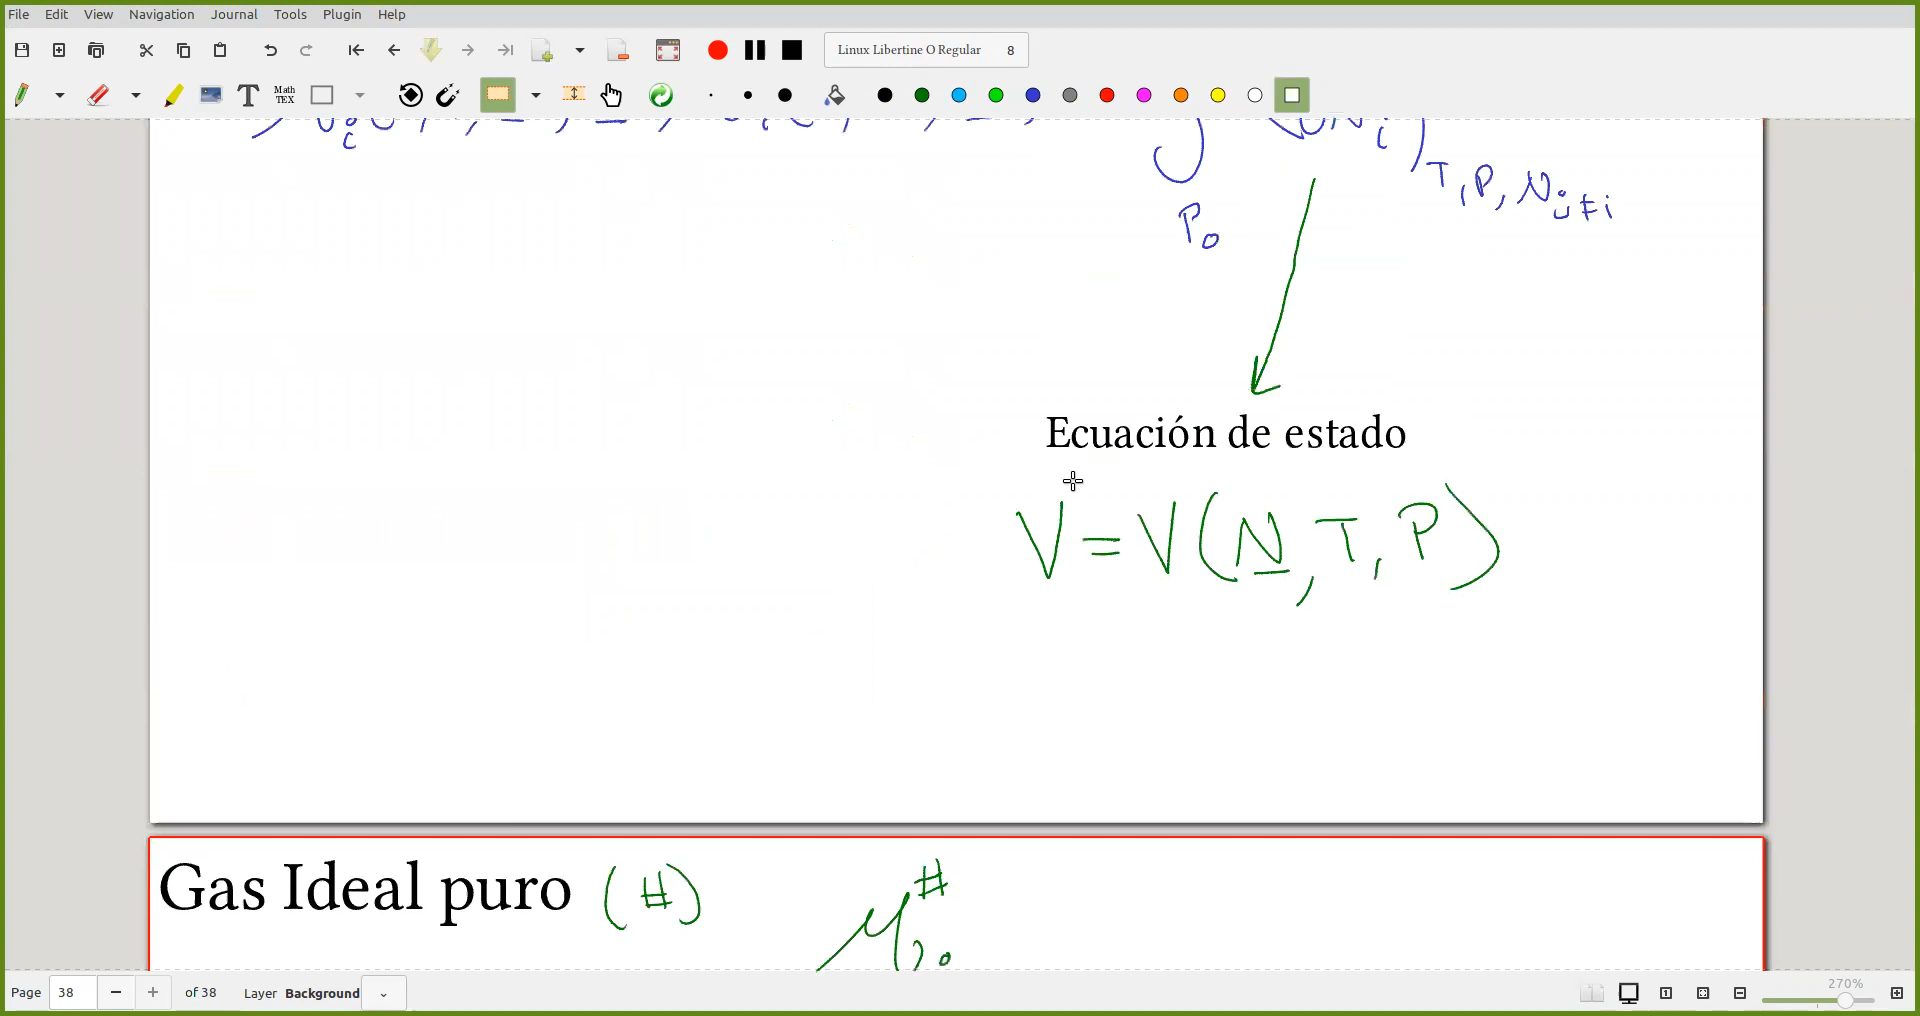 File Edit View Navigation Journal Tools Plugin Help
Linux Libertine O Regular 8
Math TEX
T, P, N j≠i
P0
Ecuación de estado
V = V(N, T, P)
Gas Ideal puro (#)
μ#
Page 38 of 38 Layer Background 270%